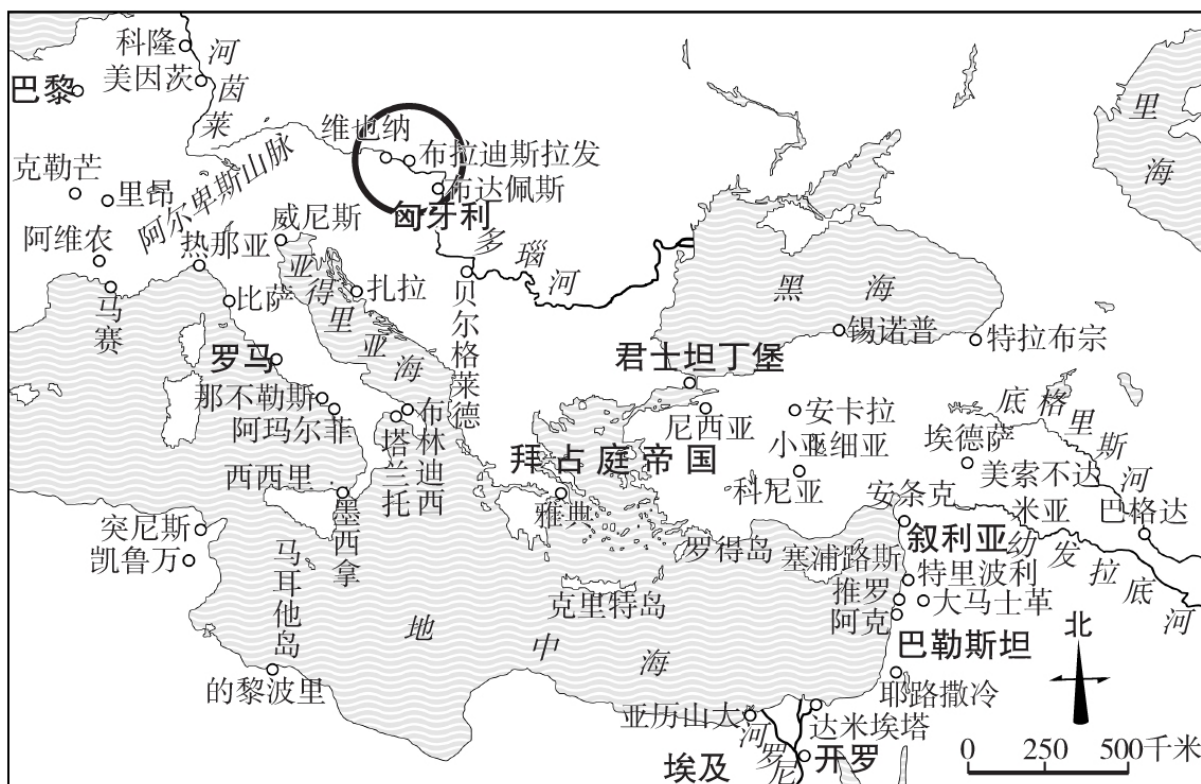 科隆
美因茨
莱茵河
巴黎
维也纳
布拉迪斯拉发
布达佩斯
匈牙利
里海
克勒芒
里昂
阿尔卑斯山脉
阿维农
热那亚
威尼斯
马赛
比萨
亚得里亚海
扎拉
多瑙河
贝尔格莱德
黑海
锡诺普
特拉布宗
罗马
君士坦丁堡
那不勒斯
阿玛尔菲
布林迪西
塔兰托
尼西亚
安卡拉
小亚细亚
底格里斯河
埃德萨
拜占庭帝国
科尼亚
美索不达
米亚
西西里
墨西拿
雅典
安条克
巴格达
突尼斯
凯鲁万
马耳他岛
罗得岛
塞浦路斯
叙利亚
幼发拉底河
特里波利
推罗
大马士革
阿克
克里特岛
地中海
巴勒斯坦
北
的黎波里
耶路撒冷
亚历山大
达米埃塔
尼罗河
开罗
埃及
0 250 500千米